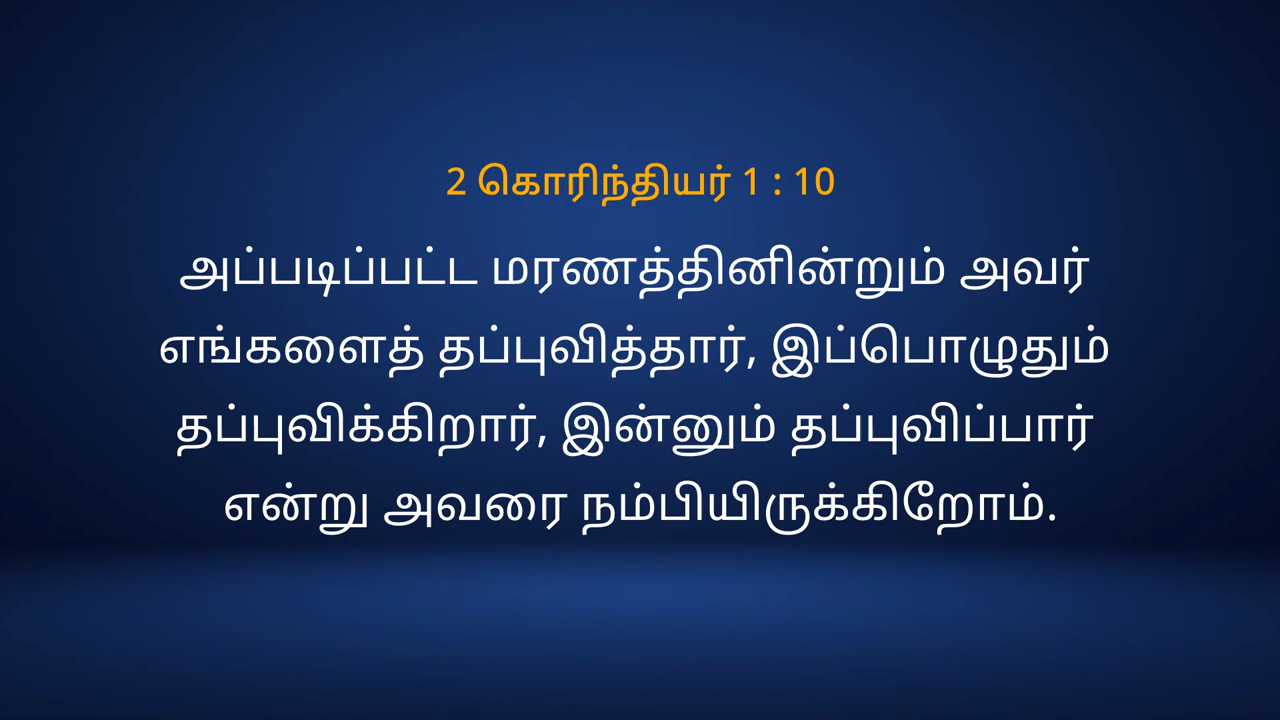 2 கொரிந்தியர் 1 : 10
அப்படிப்பட்ட மரணத்தினின்றும் அவர்
எங்களைத் தப்புவித்தார், இப்பொழுதும்
தப்புவிக்கிறார், இன்னும் தப்புவிப்பார்
என்று அவரை நம்பியிருக்கிறோம்.